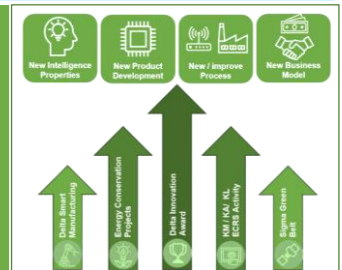 New Intelligence
Properties
New Product
Development
New / improve
Process
New Business
Model
Delta Smart
Manufacturing
Energy Conservation
Projects
Delta Innovation
Award
KM / KA/ KL
ECRS Activity
Sigma Green
Belt